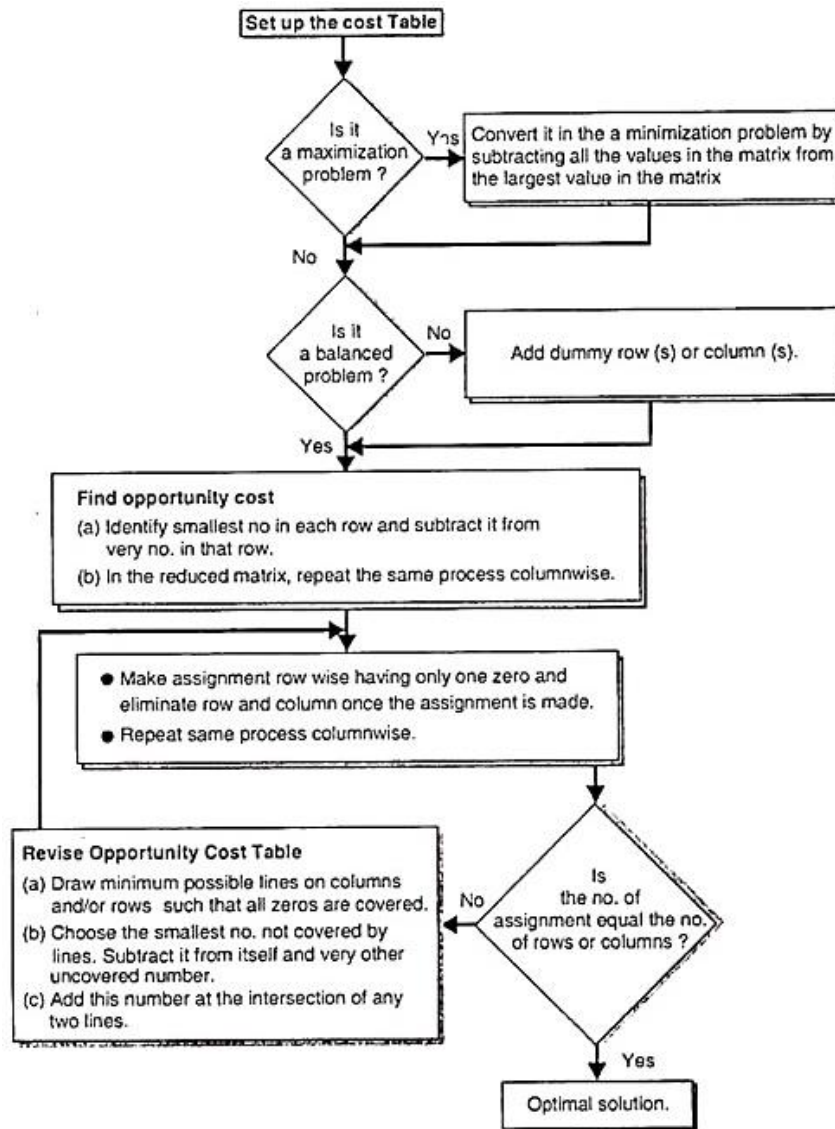 Set up the cost Table
Is it
a maximization
problem ?
Yes
Convert it in the a minimization problem by
subtracting all the values in the matrix from
the largest value in the matrix
No
Is it
a balanced
problem ?
No
Add dummy row (s) or column (s).
Yes
Find opportunity cost
(a) Identify smallest no in each row and subtract it from
very no. in that row.
(b) In the reduced matrix, repeat the same process columnwise.
● Make assignment row wise having only one zero and
eliminate row and column once the assignment is made.
● Repeat same process columnwise.
Is
the no. of
assignment equal the no.
of rows or columns ?
No
Revise Opportunity Cost Table
(a) Draw minimum possible lines on columns
and/or rows such that all zeros are covered.
(b) Choose the smallest no. not covered by
lines. Subtract it from itself and very other
uncovered number.
(c) Add this number at the intersection of any
two lines.
Yes
Optimal solution.